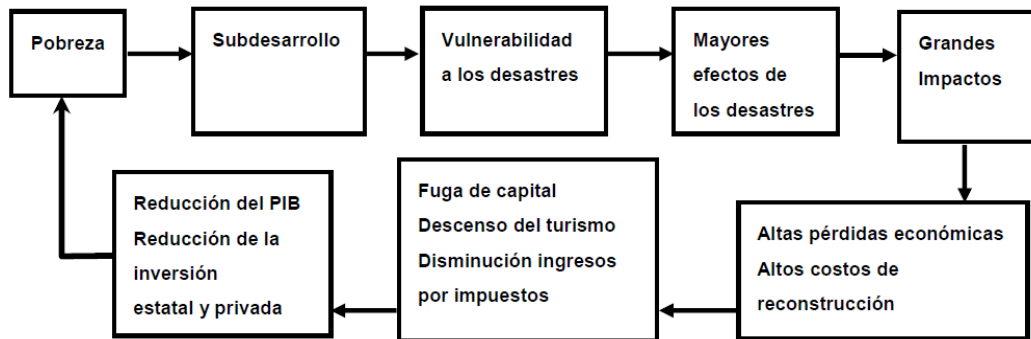 Pobreza
Subdesarrollo
Vulnerabilidad
a los desastres
Mayores
efectos de
los desastres
Grandes
Impactos
Altas pérdidas económicas
Altos costos de
reconstrucción
Fuga de capital
Descenso del turismo
Disminución ingresos
por impuestos
Reducción del PIB
Reducción de la
inversión
estatal y privada